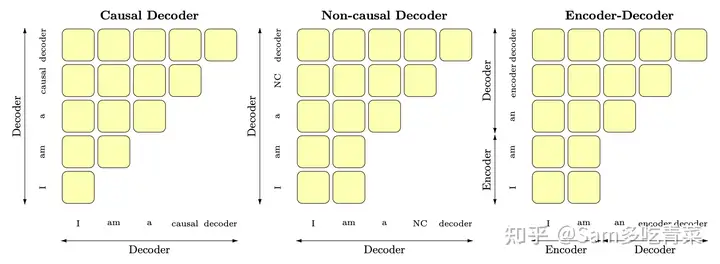 Causal Decoder
Non-causal Decoder
Encoder-Decoder
Decoder
decoder
causal
a
am
I
I am a causal decoder
Decoder
Decoder
decoder
NC
a
am
I
I am a NC decoder
Decoder
Decoder
Encoder
decoder
encoder
an
am
I
I am an encoder decoder
Encoder Decoder
知乎 @Sam多吃青菜